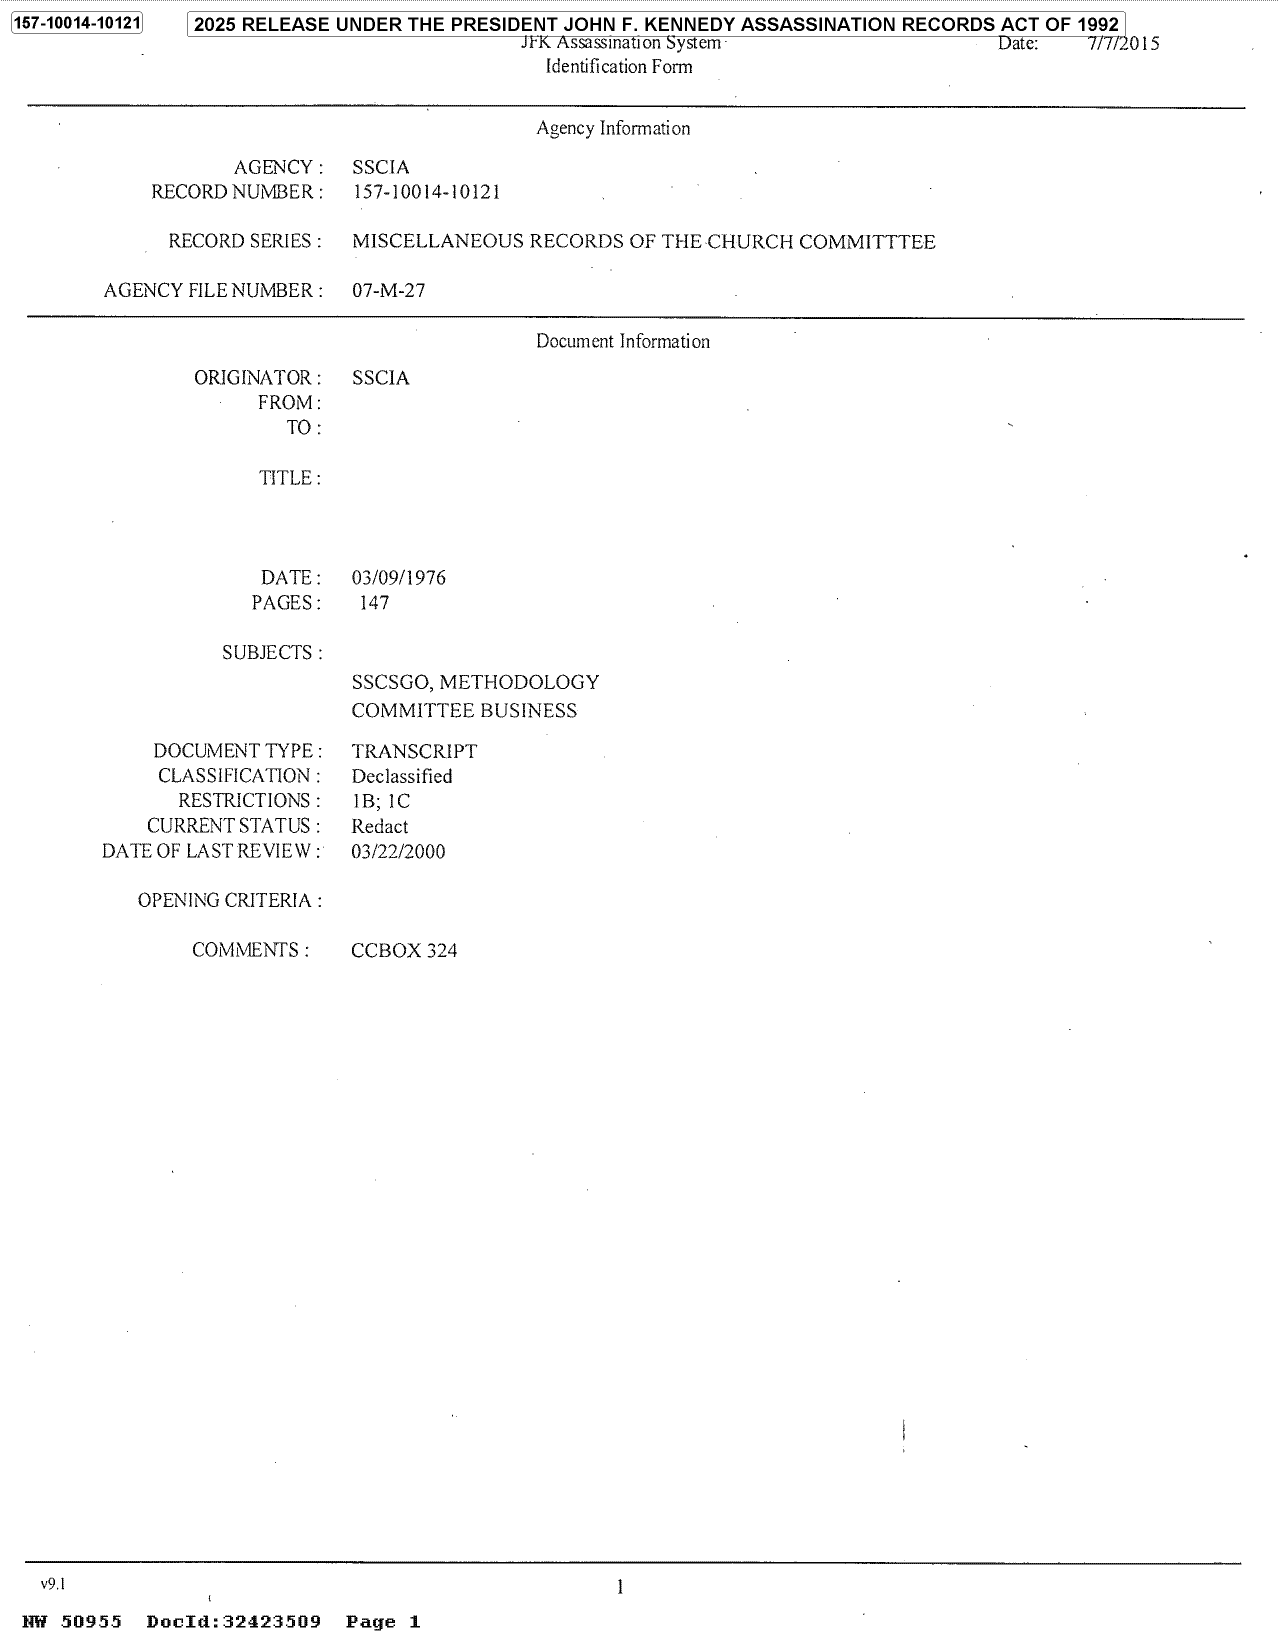 157-10014-10121
2025 RELEASE UNDER THE PRESIDENT JOHN F. KENNEDY ASSASSINATION RECORDS ACT OF 1992
JFK Assassination System Date: 7/7/2015
Identification Form
Agency Information
AGENCY : SSCIA
RECORD NUMBER : 157-10014-10121
RECORD SERIES : MISCELLANEOUS RECORDS OF THE CHURCH COMMITTTEE
AGENCY FILE NUMBER : 07-M-27
Document Information
ORIGINATOR : SSCIA
FROM :
TO :
TITLE :
DATE : 03/09/1976
PAGES : 147
SUBJECTS :
SSCSGO, METHODOLOGY
COMMITTEE BUSINESS
DOCUMENT TYPE : TRANSCRIPT
CLASSIFICATION : Declassified
RESTRICTIONS : 1B; 1C
CURRENT STATUS : Redact
DATE OF LAST REVIEW : 03/22/2000
OPENING CRITERIA :
COMMENTS : CCBOX 324
v9.1 1
NW 50955 DocId:32423509 Page 1